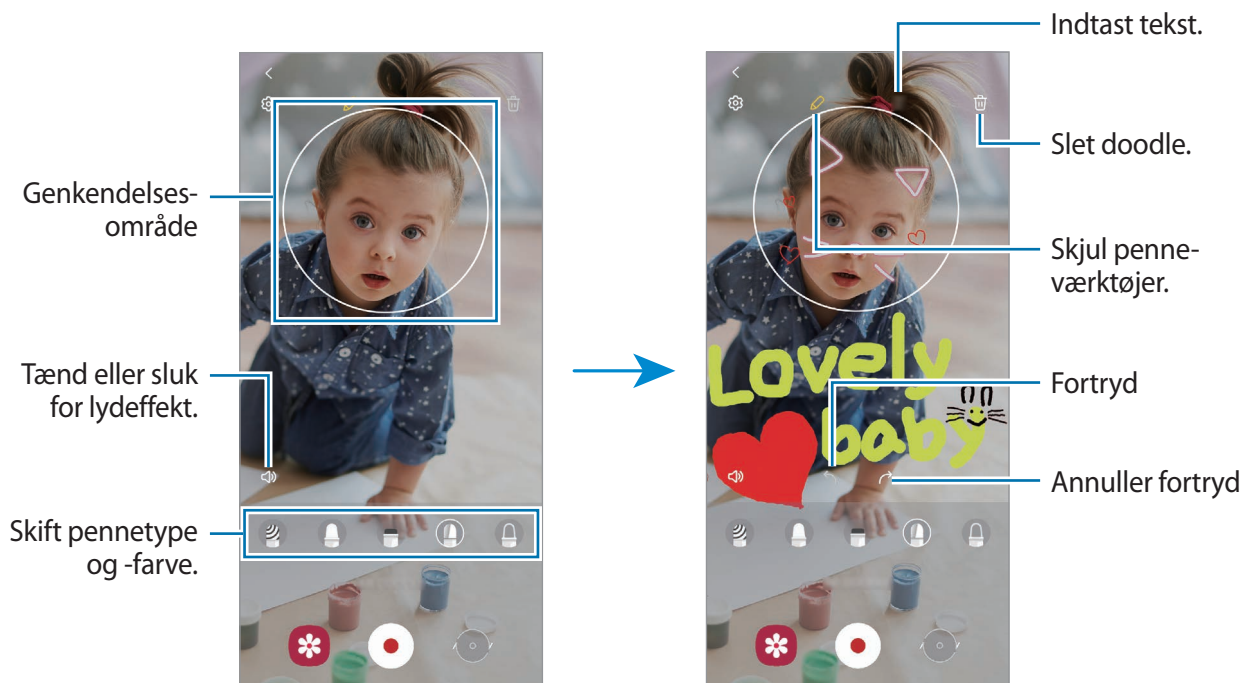 Indtast tekst.
Slet doodle.
Genkendelses-
område
Skjul penne-
værktøjer.
Tænd eller sluk
for lydeffekt.
Fortryd
Lovely
baby
Annuller fortryd
Skift pennetype
og -farve.